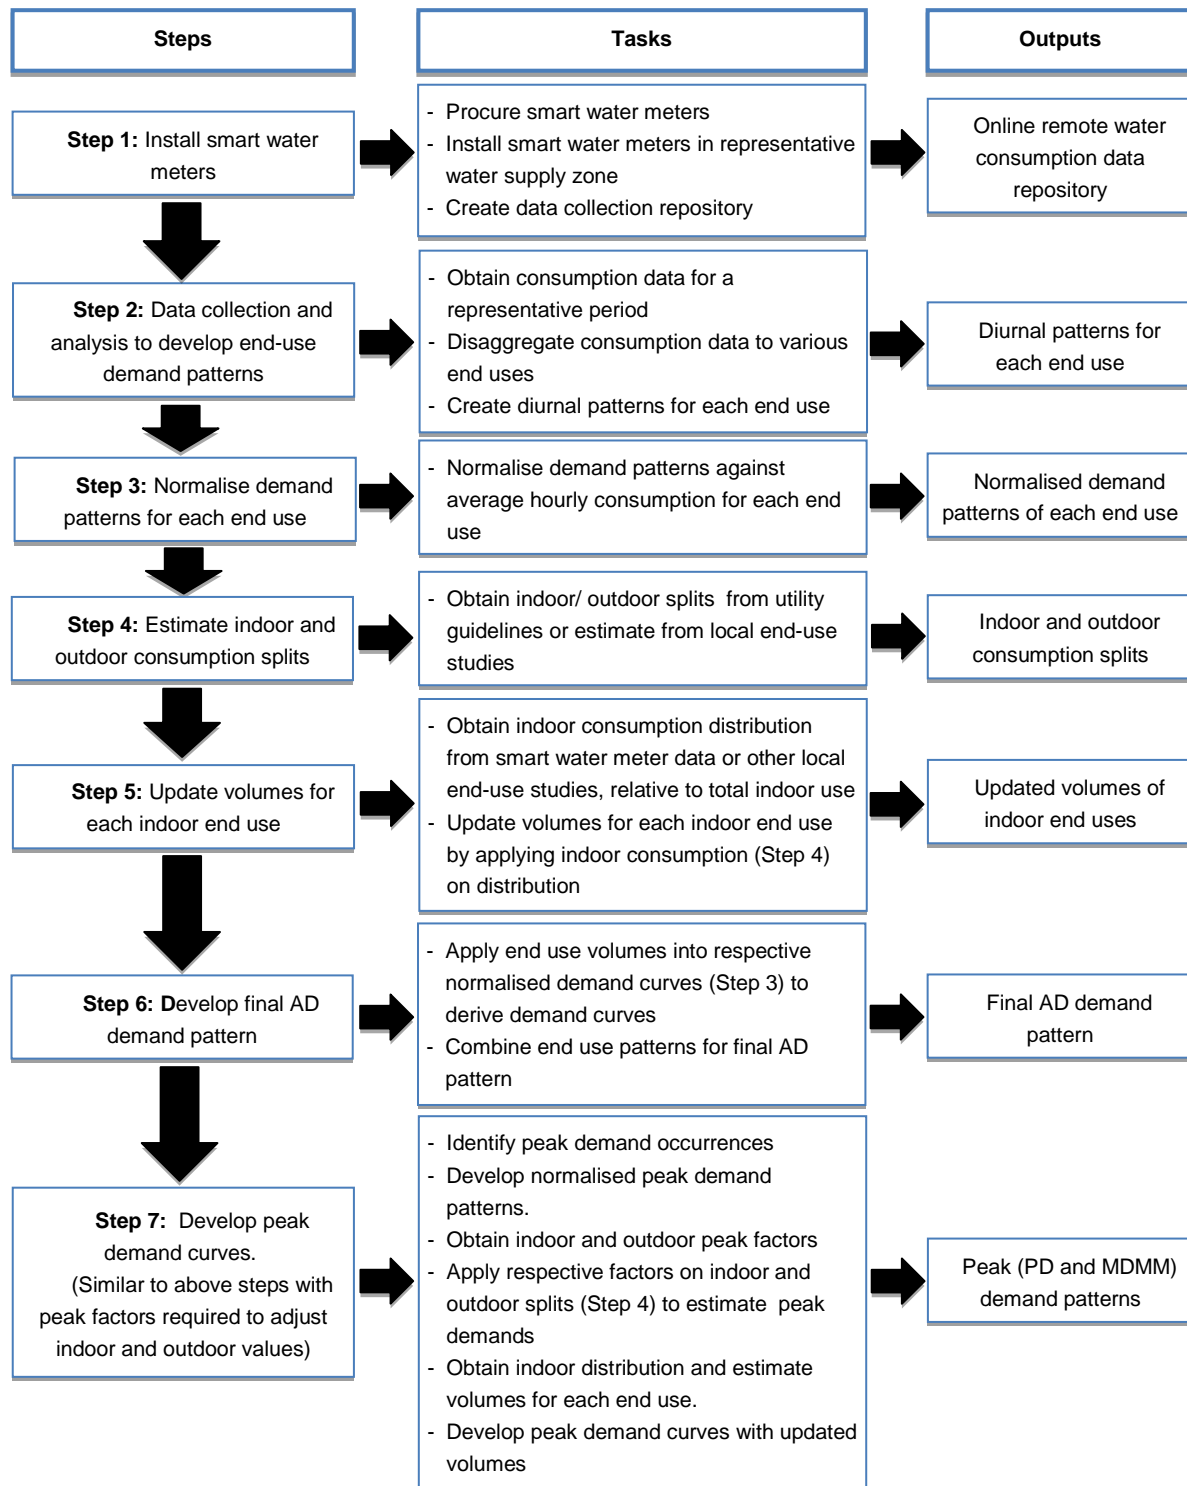 Steps
Tasks
Outputs
Step 1: Install smart water
meters
- Procure smart water meters
- Install smart water meters in representative
water supply zone
- Create data collection repository
Online remote water
consumption data
repository
Step 2: Data collection and
analysis to develop end-use
demand patterns
- Obtain consumption data for a
representative period
- Disaggregate consumption data to various
end uses
- Create diurnal patterns for each end use
Diurnal patterns for
each end use
Step 3: Normalise demand
patterns for each end use
- Normalise demand patterns against
average hourly consumption for each end
use
Normalised demand
patterns of each end use
Step 4: Estimate indoor and
outdoor consumption splits
- Obtain indoor/ outdoor splits from utility
guidelines or estimate from local end-use
studies
Indoor and outdoor
consumption splits
Step 5: Update volumes for
each indoor end use
- Obtain indoor consumption distribution
from smart water meter data or other local
end-use studies, relative to total indoor use
- Update volumes for each indoor end use
by applying indoor consumption (Step 4)
on distribution
Updated volumes of
indoor end uses
Step 6: Develop final AD
demand pattern
- Apply end use volumes into respective
normalised demand curves (Step 3) to
derive demand curves
- Combine end use patterns for final AD
pattern
Final AD demand
pattern
Step 7: Develop peak
demand curves.
(Similar to above steps with
peak factors required to adjust
indoor and outdoor values)
- Identify peak demand occurrences
- Develop normalised peak demand
patterns.
- Obtain indoor and outdoor peak factors
- Apply respective factors on indoor and
outdoor splits (Step 4) to estimate peak
demands
- Obtain indoor distribution and estimate
volumes for each end use.
- Develop peak demand curves with updated
volumes
Peak (PD and MDMM)
demand patterns